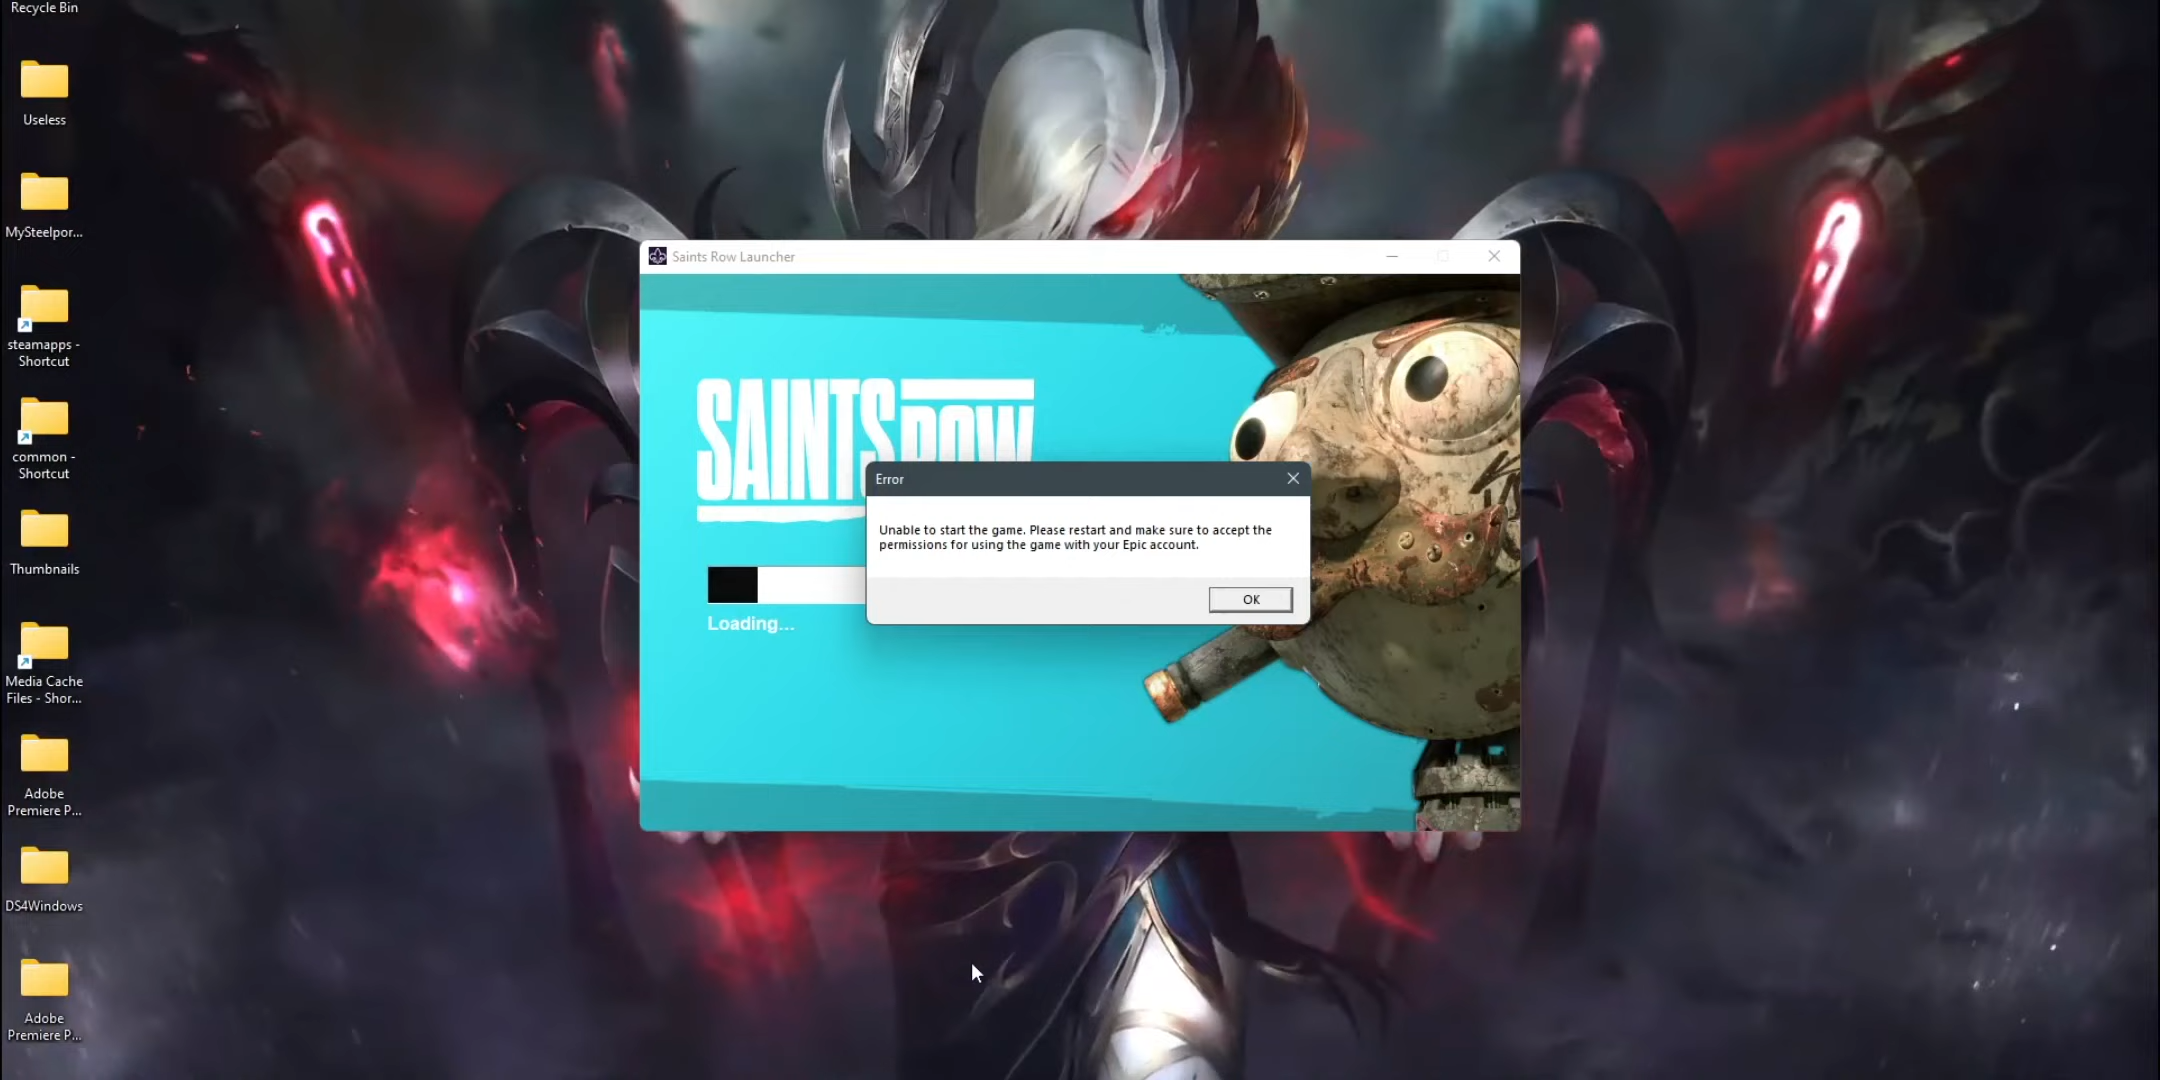 Recycle Bin
Useless
MySteelpor...
steamapps -
Shortcut
common -
Shortcut
Thumbnails
Media Cache
Files - Shor...
Adobe
Premiere P...
DS4Windows
Adobe
Premiere P...
Saints Row Launcher
SAINTS ROW
Loading...
Error
Unable to start the game. Please restart and make sure to accept the
permissions for using the game with your Epic account.
OK